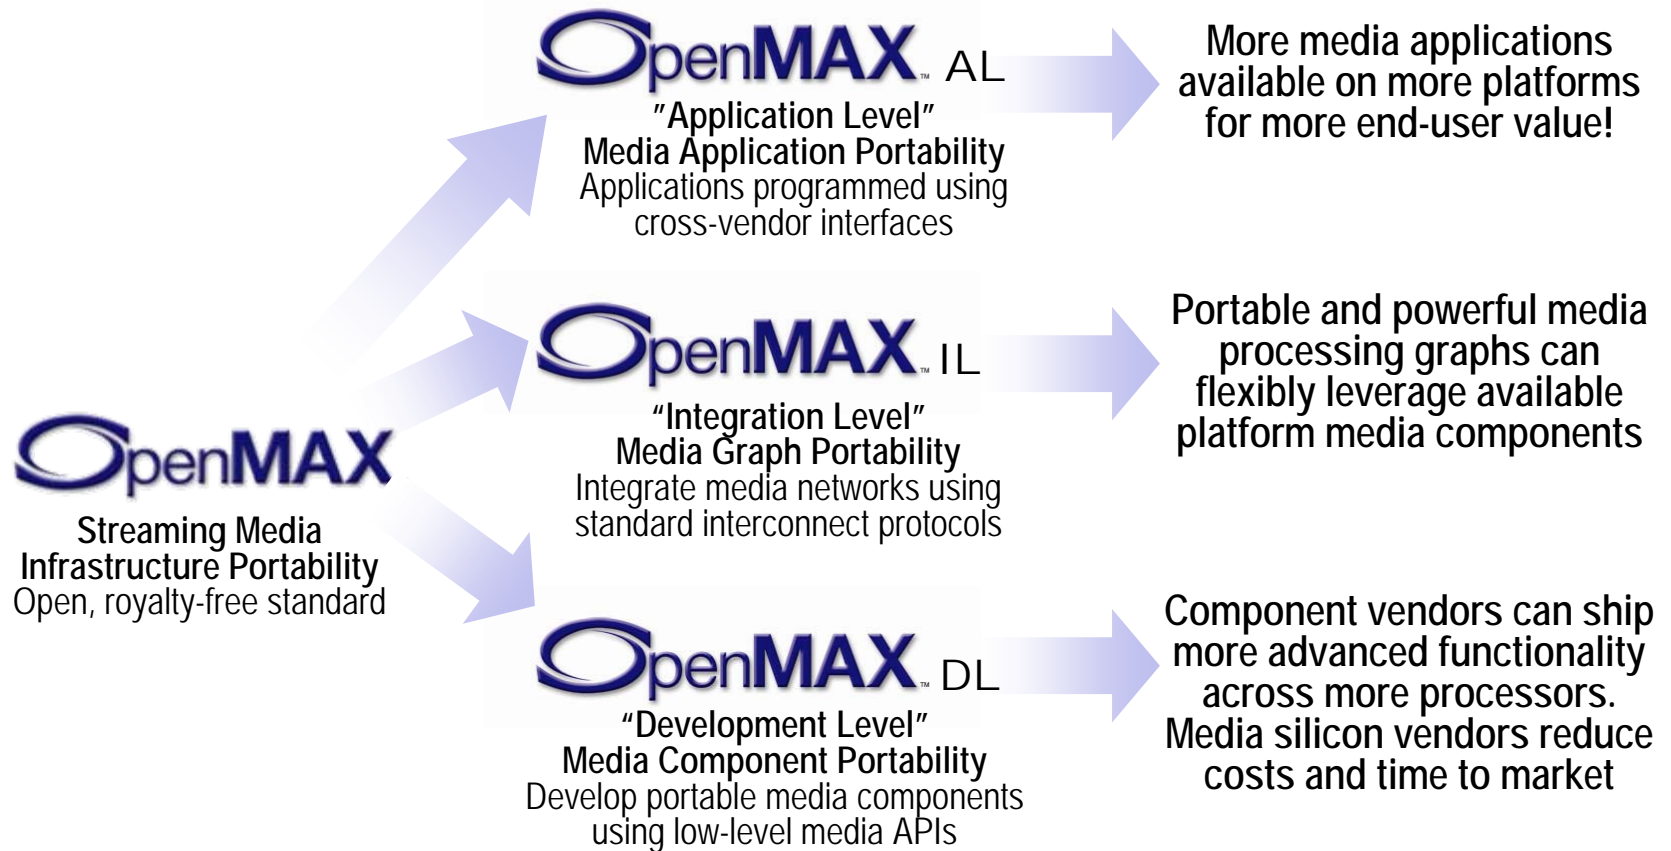 OpenMAX™ AL
"Application Level"
Media Application Portability
Applications programmed using
cross-vendor interfaces
More media applications
available on more platforms
for more end-user value!
OpenMAX™ IL
"Integration Level"
Media Graph Portability
Integrate media networks using
standard interconnect protocols
Portable and powerful media
processing graphs can
flexibly leverage available
platform media components
OpenMAX
Streaming Media
Infrastructure Portability
Open, royalty-free standard
OpenMAX™ DL
"Development Level"
Media Component Portability
Develop portable media components
using low-level media APIs
Component vendors can ship
more advanced functionality
across more processors.
Media silicon vendors reduce
costs and time to market